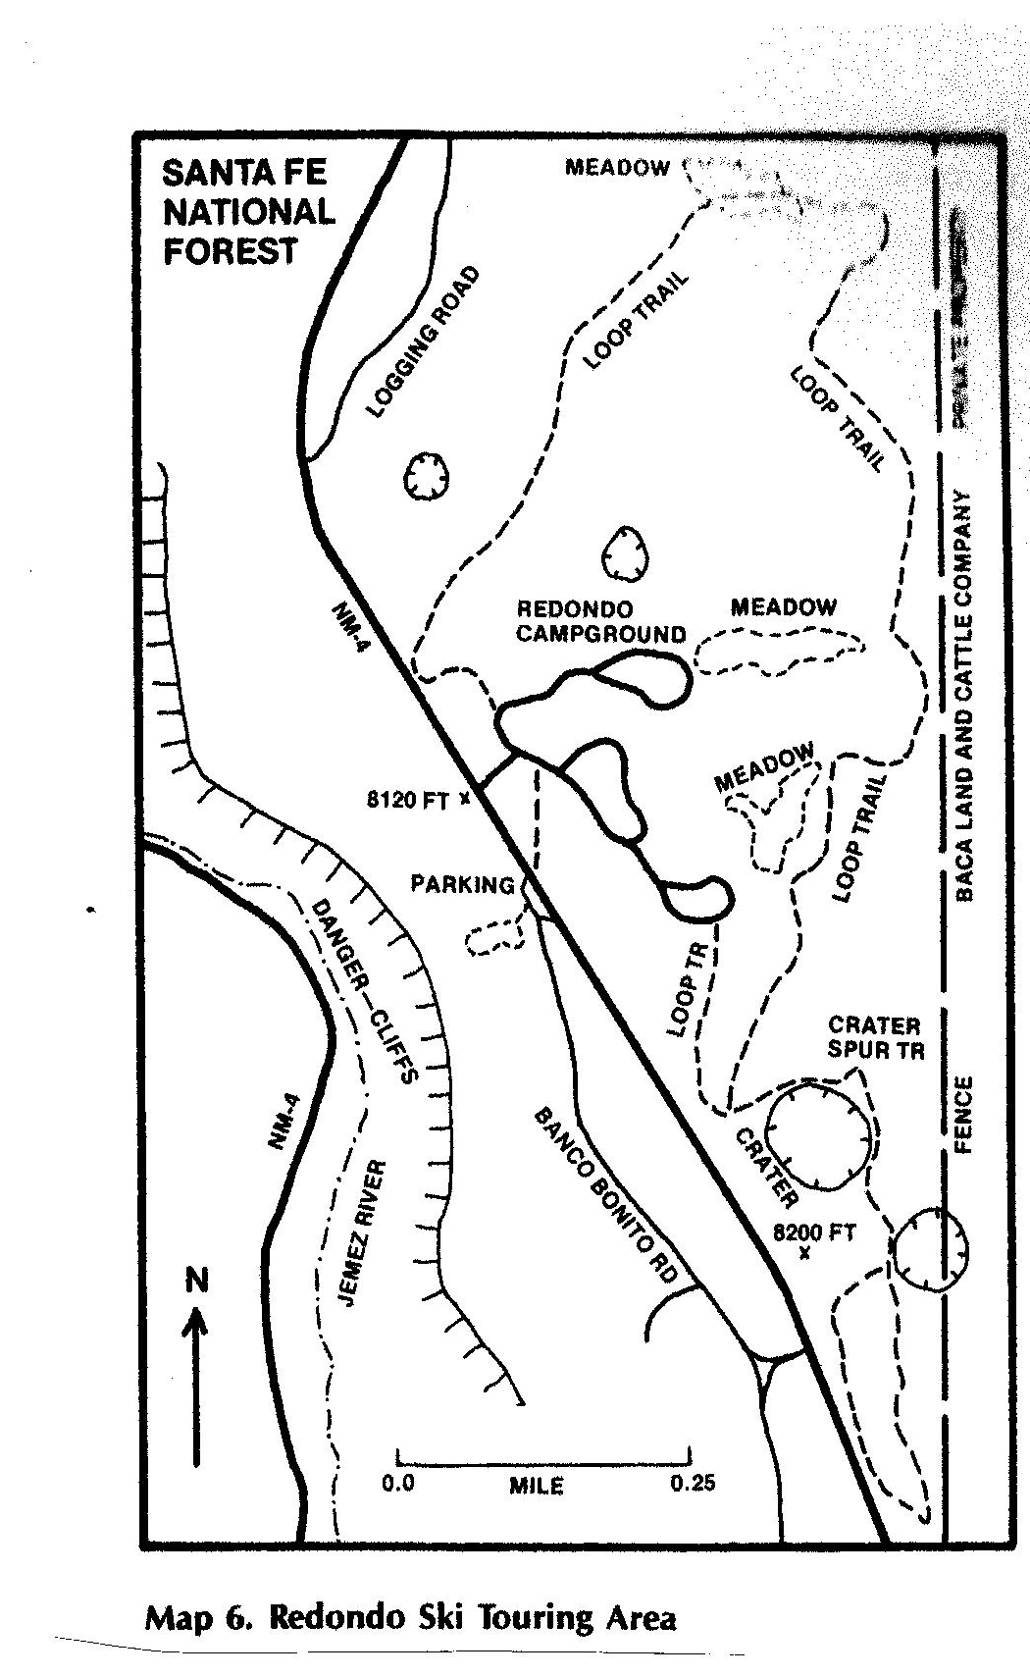 SANTA FE
NATIONAL
FOREST
MEADOW
LOOP TRAIL
LOGGING ROAD
LOOP TRAIL
NM-4
REDONDO
CAMPGROUND
MEADOW
BACA LAND AND CATTLE COMPANY
8120 FT x
MEADOW
LOOP TRAIL
PARKING
DANGER-CLIFFS
LOOP TR
CRATER
SPUR TR
FENCE
NM-4
BANCO BONITO RD
CRATER
JEMEZ RIVER
8200 FT
x
N
0.0 MILE 0.25
Map 6. Redondo Ski Touring Area